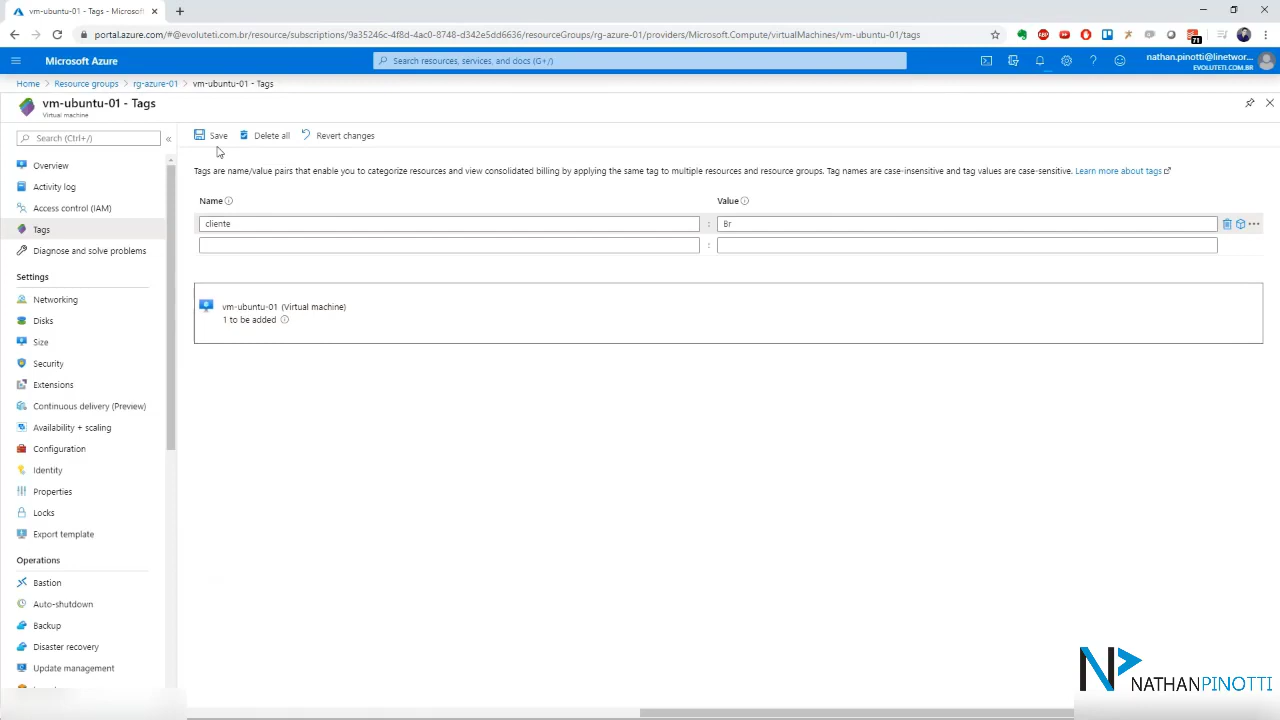 vm-ubuntu-01 - Tags - Microsof
portal.azure.com/#@evoluteti.com.br/resource/subscriptions/9a35246c-4f8d-4ac0-8748-d342e5dd6636/resourceGroups/rg-azure-01/providers/Microsoft.Compute/virtualMachines/vm-ubuntu-01/tags
71
Microsoft Azure
Search resources, services, and docs (G+/)
nathan.pinotti@linetwor...
EVOLUTETI.COM.BR
Home > Resource groups > rg-azure-01 > vm-ubuntu-01 - Tags
vm-ubuntu-01 - Tags
Virtual machine
Search (Ctrl+/)
«
Save
Delete all
Revert changes
Tags are name/value pairs that enable you to categorize resources and view consolidated billing by applying the same tag to multiple resources and resource groups. Tag names are case-insensitive and tag values are case-sensitive. Learn more about tags
Name
Value
cliente : Br
:
vm-ubuntu-01 (Virtual machine)
1 to be added
Overview
Activity log
Access control (IAM)
Tags
Diagnose and solve problems
Settings
Networking
Disks
Size
Security
Extensions
Continuous delivery (Preview)
Availability + scaling
Configuration
Identity
Properties
Locks
Export template
Operations
Bastion
Auto-shutdown
Backup
Disaster recovery
Update management
NATHANPINOTTI